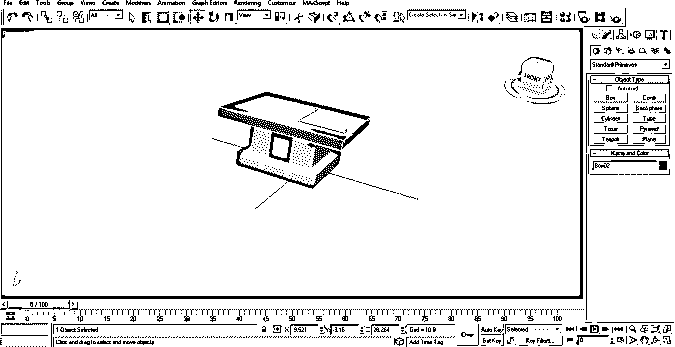 File Edit Tools Group Views Create Modifiers Animation Graph Editors Rendering Customize MAXScript Help
All
View
Create Selection Se
FRONT
Standard Primitives
Object Type
AutoGrid
Box Cone
Sphere GeoSphere
Cylinder Tube
Torus Pyramid
Teapot Plane
Name and Color
Box02
6 / 100
0 5 10 15 20 25 30 35 40 45 50 55 60 65 70 75 80 85 90 95 100
1 Object Selected
X: 9.521 Y: -3.16 Z: 28.264 Grid = 10.0
Auto Key Selected
Click and drag to select and move objects
Add Time Tag
Set Key
Key Filters...